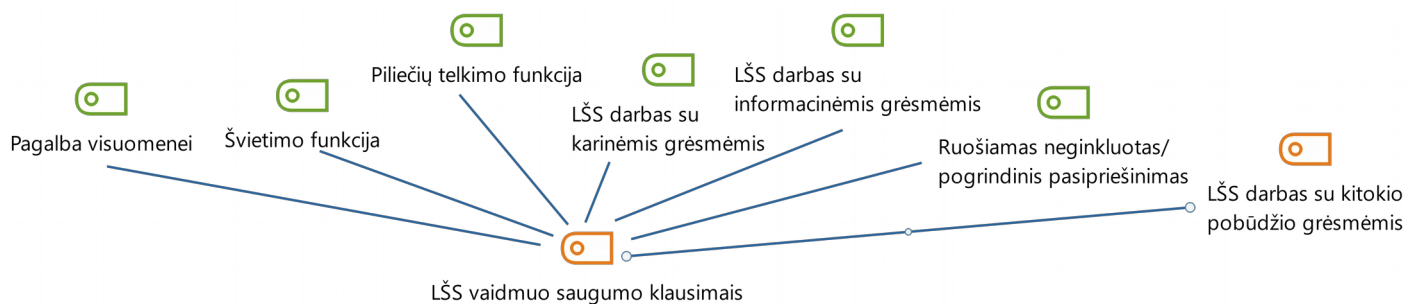 Pagalba visuomenei
Švietimo funkcija
Piliečių telkimo funkcija
LŠS darbas su
karinėmis grėsmėmis
LŠS darbas su
informacinėmis grėsmėmis
Ruošiamas neginkluotas/
pogrindinis pasipriešinimas
LŠS darbas su kitokio
pobūdžio grėsmėmis
LŠS vaidmuo saugumo klausimais